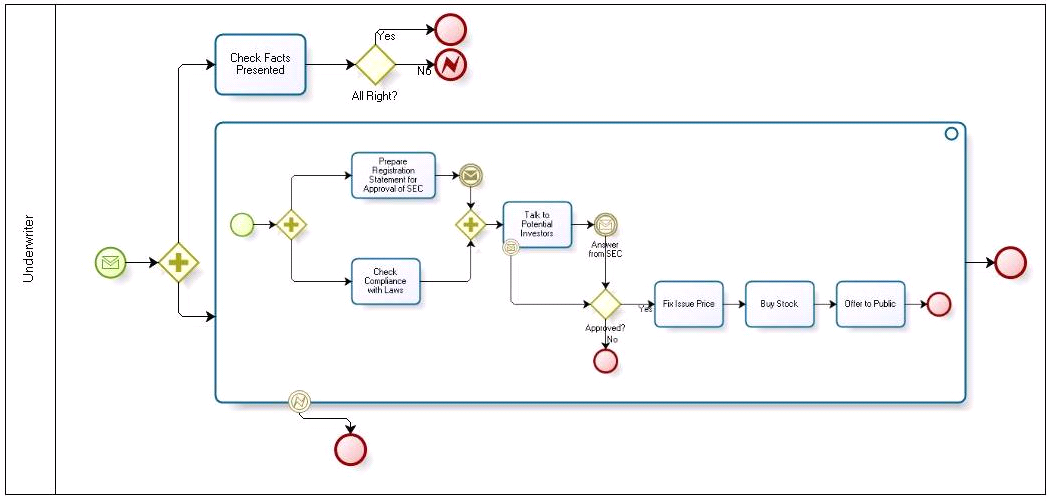 Underwriter
Check Facts
Presented
Yes
No
All Right?
Prepare
Registration
Statement for
Approval of SEC
Talk to
Potential
Investors
Answer
from SEC
Check
Compliance
with Laws
Approved?
Yes
No
Fix Issue Price
Buy Stock
Offer to Public